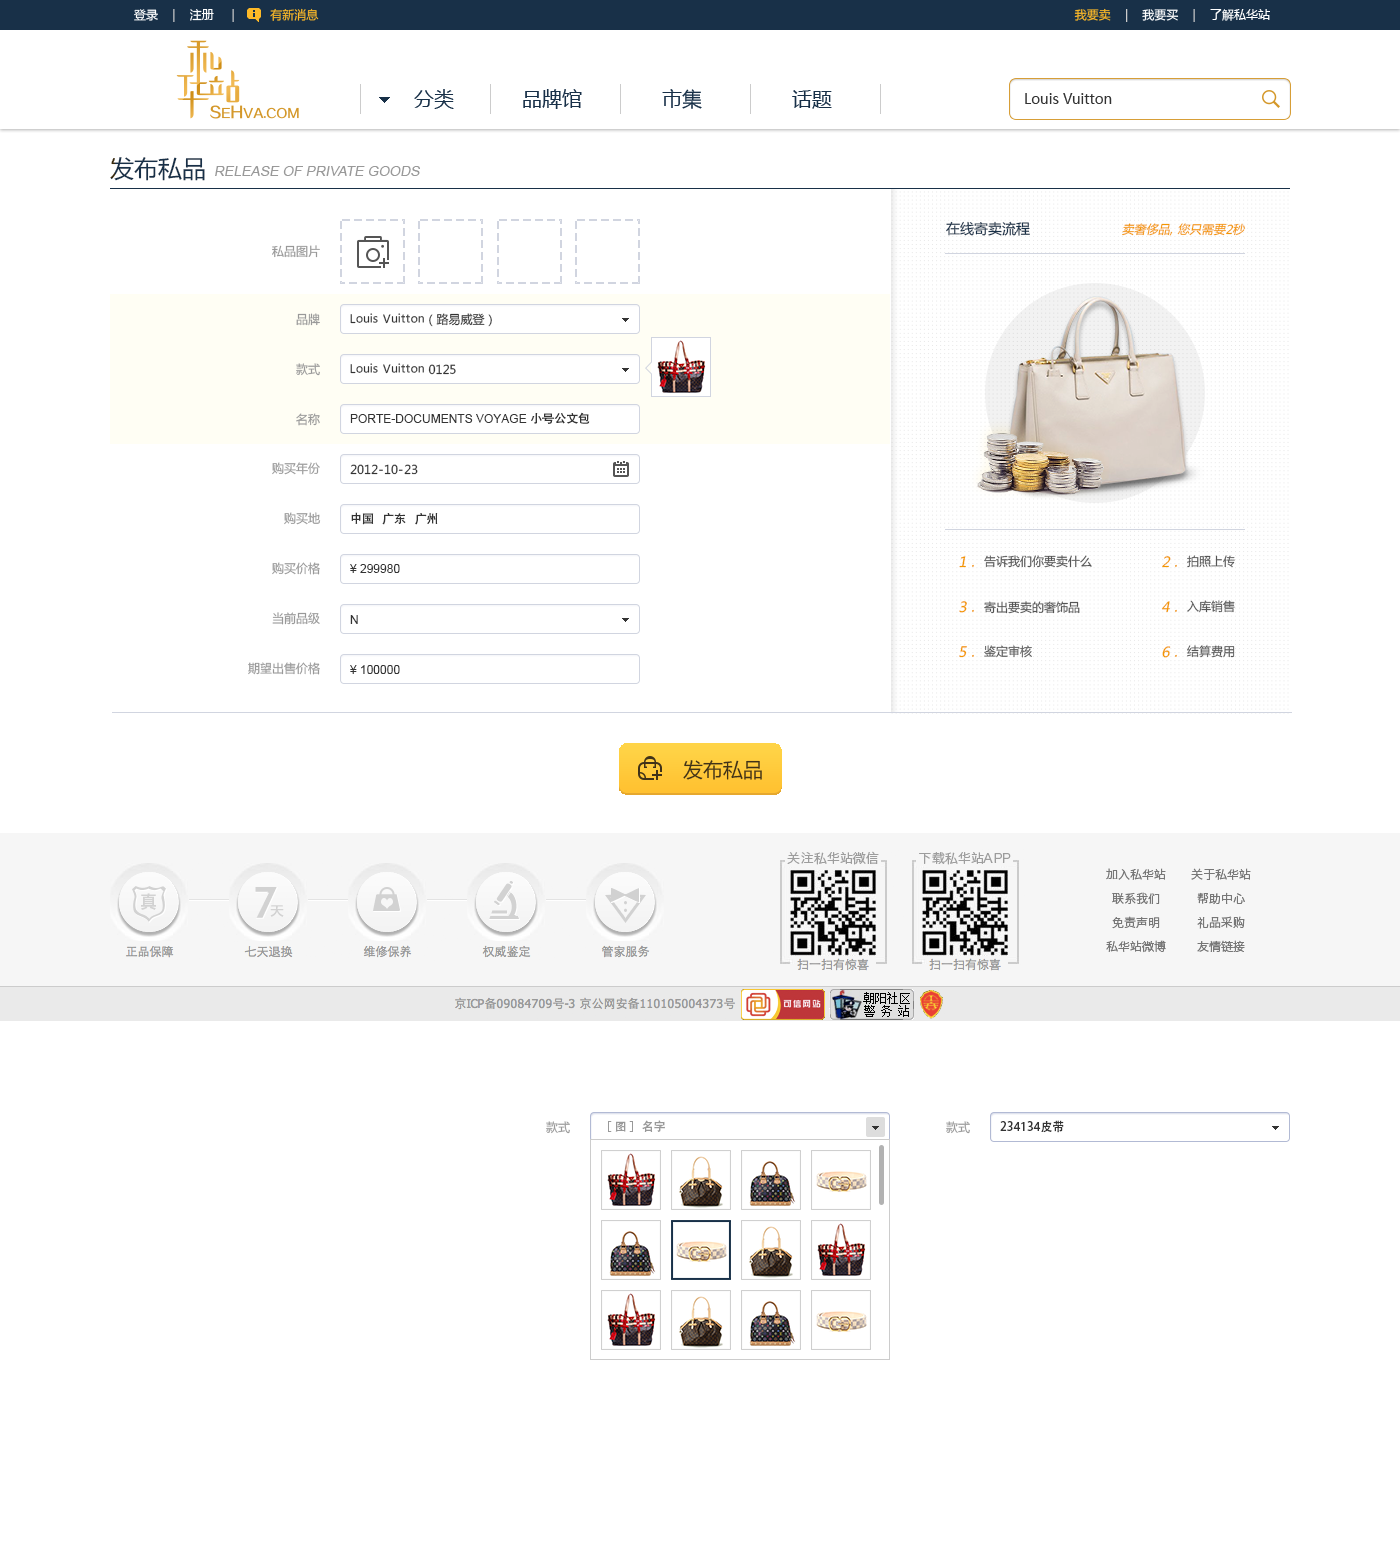 登录 | 注册 | 有新消息 我要卖 | 我要买 | 了解私华站
私华站
SEHVA.COM
分类 品牌馆 市集 话题
Louis Vuitton
发布私品 RELEASE OF PRIVATE GOODS
私品图片
品牌 Louis Vuitton ( 路易威登 )
款式 Louis Vuitton 0125
名称 PORTE-DOCUMENTS VOYAGE 小号公文包
购买年份 2012-10-23
购买地 中国 广东 广州
购买价格 ¥ 299980
当前品级 N
期望出售价格 ¥ 100000
在线寄卖流程 卖奢侈品, 您只需要2秒
1 . 告诉我们你要卖什么 2 . 拍照上传
3 . 寄出要卖的奢饰品 4 . 入库销售
5 . 鉴定审核 6 . 结算费用
发布私品
真 7天
正品保障 七天退换 维修保养 权威鉴定 管家服务
关注私华站微信 下载私华站APP
扫一扫有惊喜 扫一扫有惊喜
加入私华站 关于私华站
联系我们 帮助中心
免责声明 礼品采购
私华站微博 友情链接
京ICP备09084709号-3 京公网安备110105004373号 可信网站 朝阳社区
警务站
款式 [ 图 ] 名字 款式 234134皮带